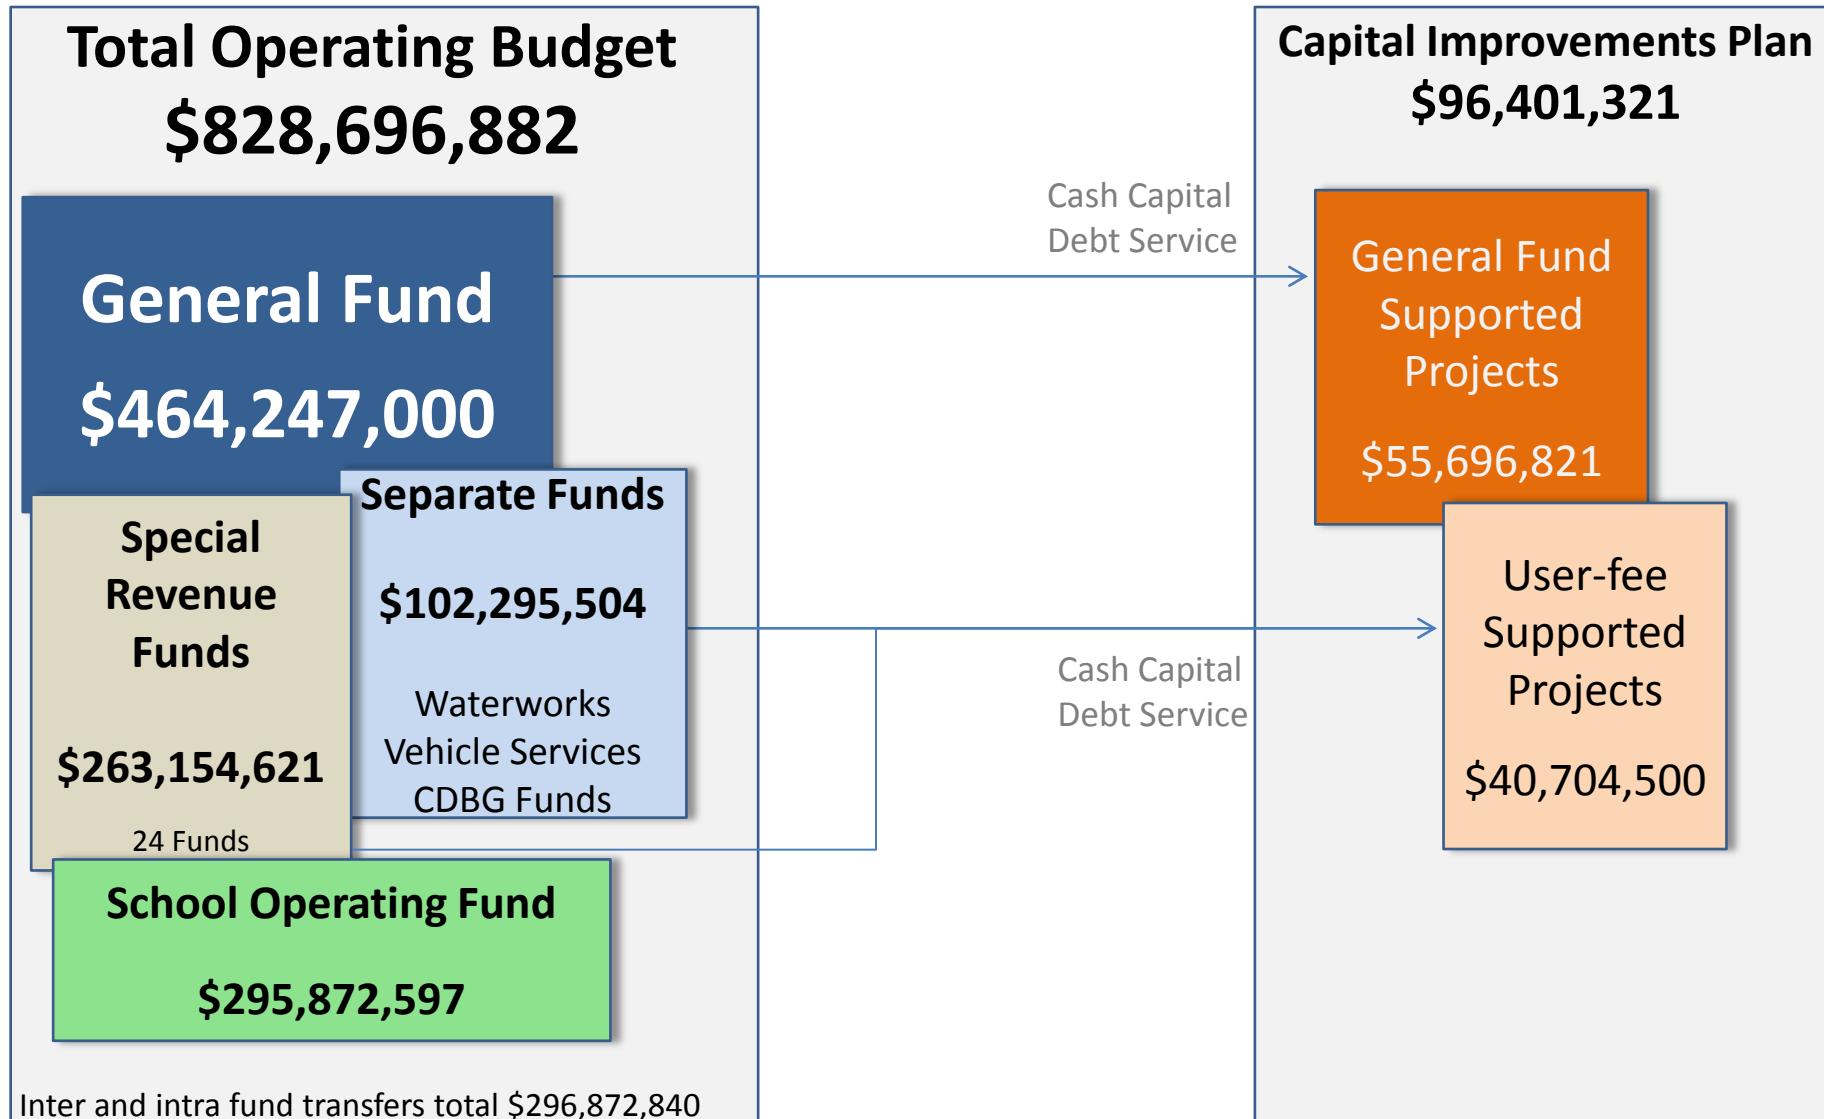 Total Operating Budget
$828,696,882
General Fund
$464,247,000
Separate Funds
$102,295,504
Waterworks
Vehicle Services
CDBG Funds
Special
Revenue
Funds
$263,154,621
24 Funds
School Operating Fund
$295,872,597
Inter and intra fund transfers total $296,872,840
Cash Capital
Debt Service
Cash Capital
Debt Service
Capital Improvements Plan
$96,401,321
General Fund
Supported
Projects
$55,696,821
User-fee
Supported
Projects
$40,704,500